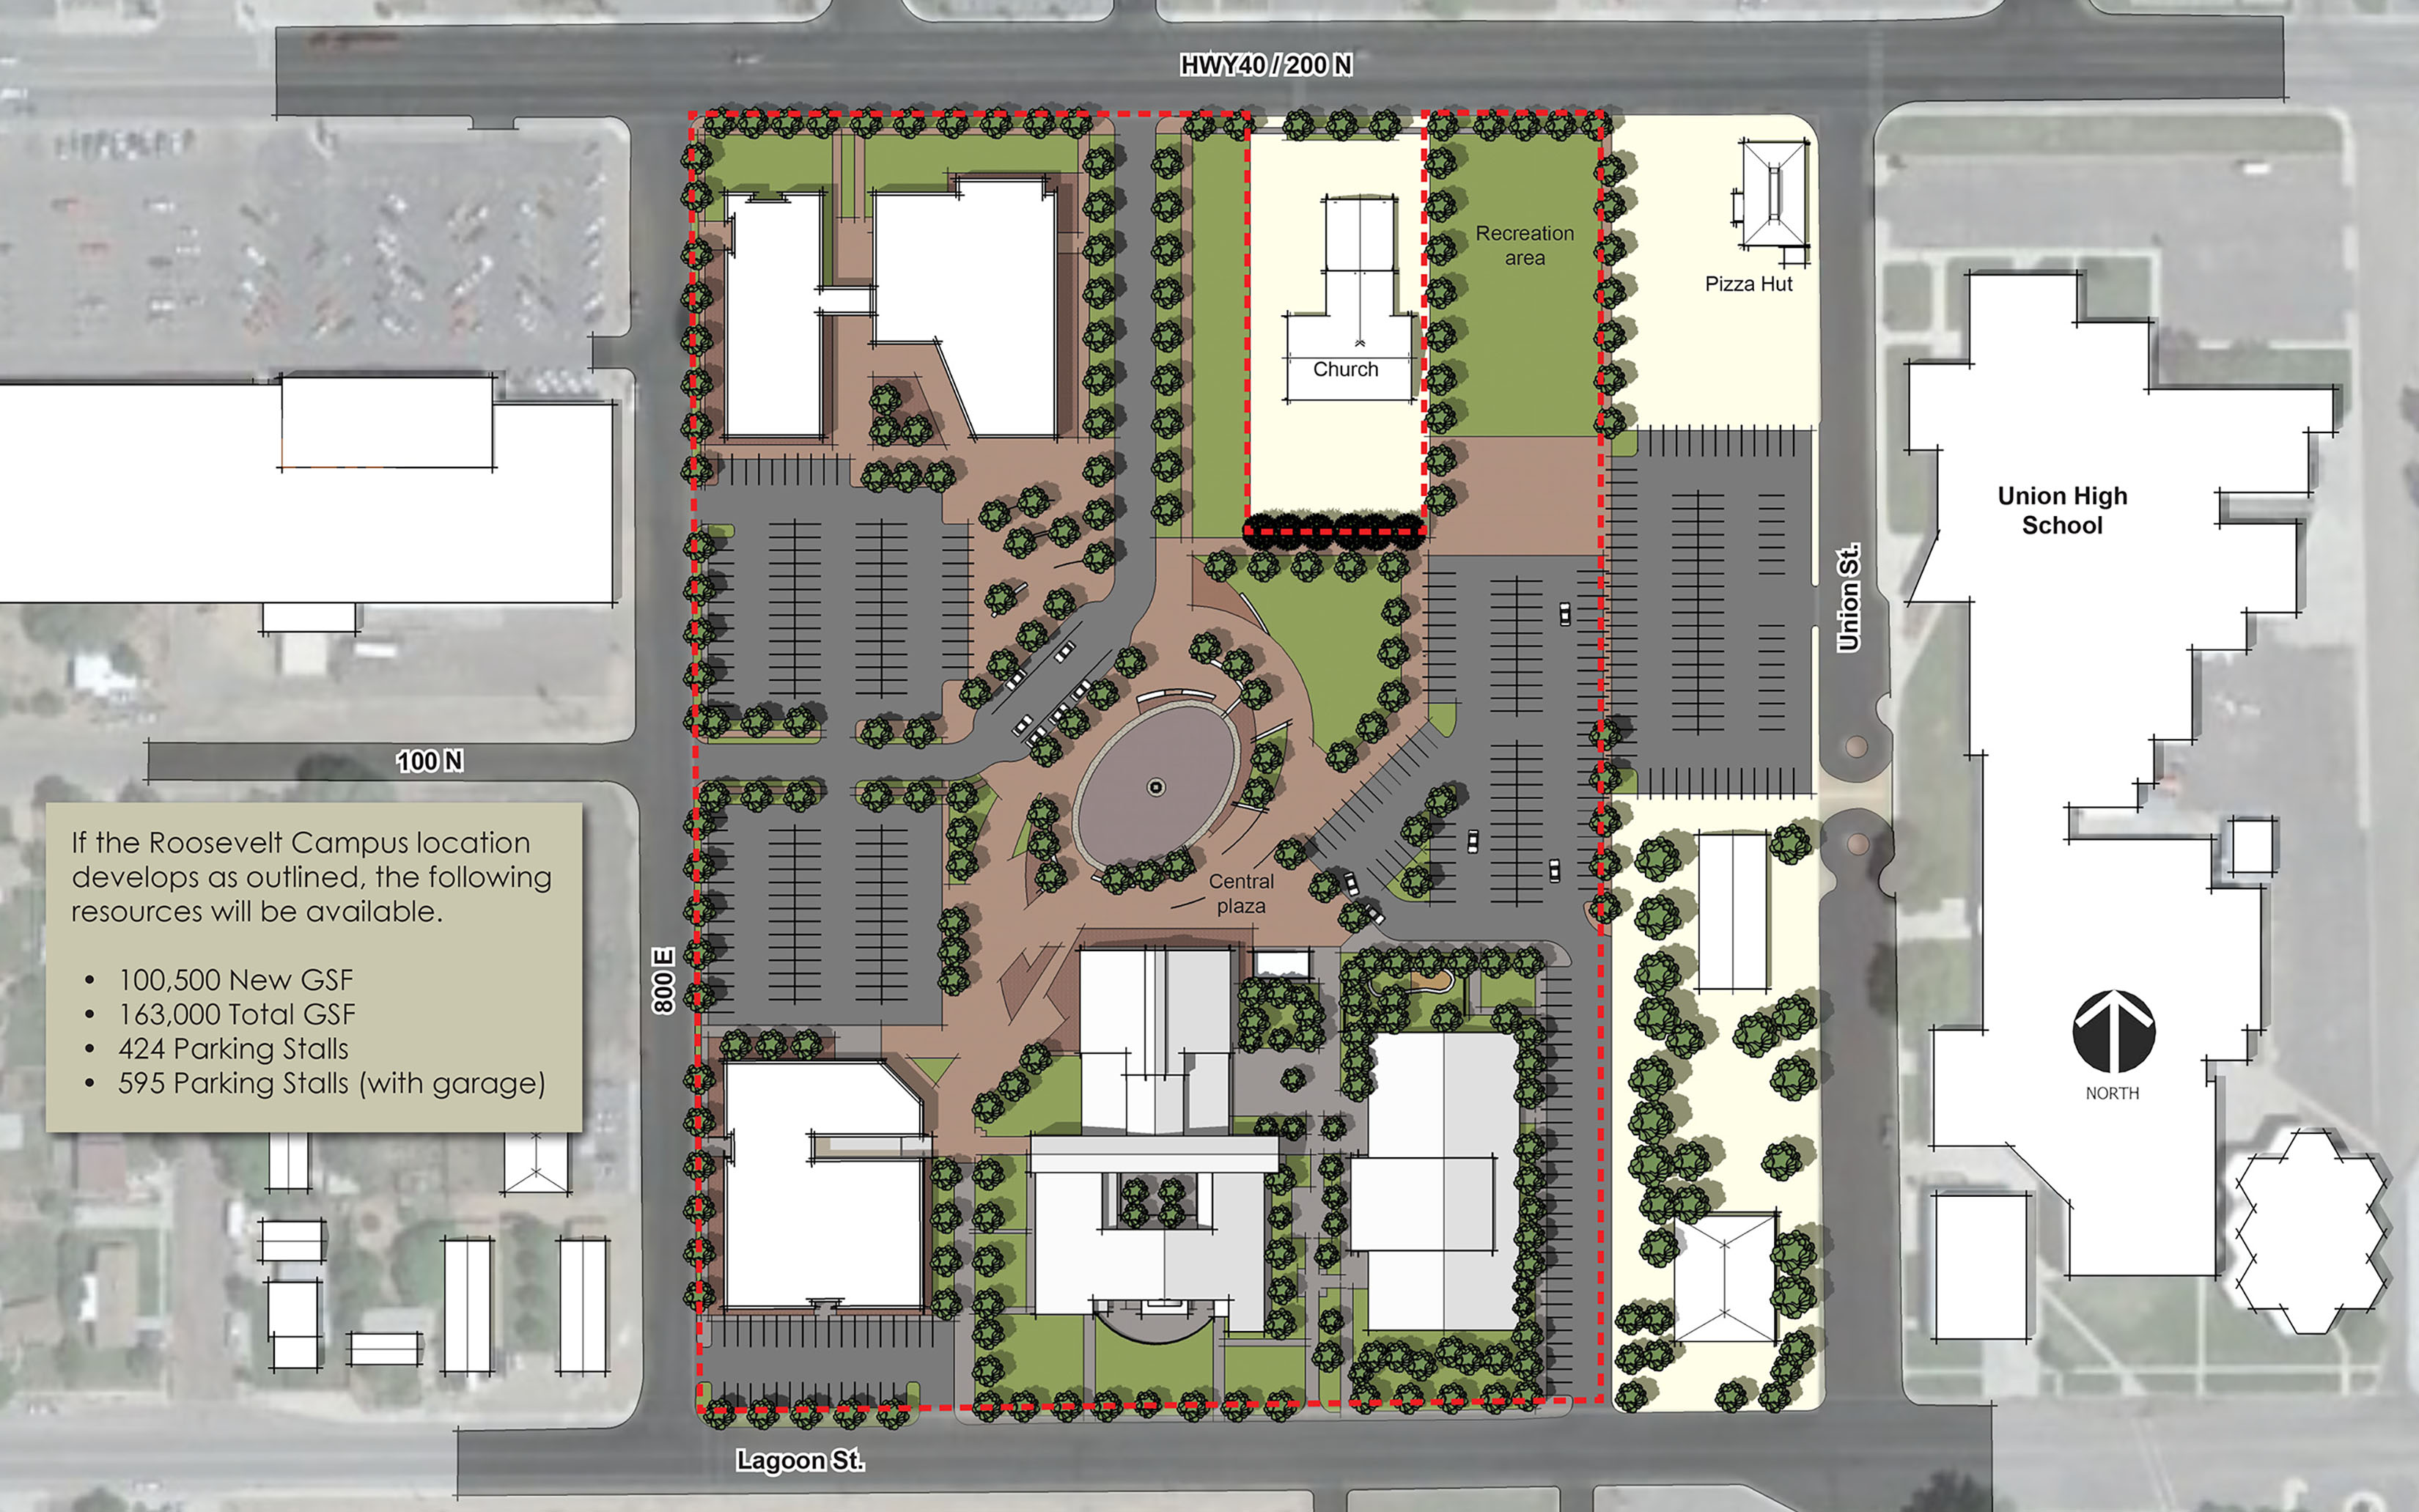 HWY40 / 200 N
Recreation
area
Pizza Hut
Church
Union High
School
Union St.
100 N
If the Roosevelt Campus location
develops as outlined, the following
resources will be available.
• 100,500 New GSF
• 163,000 Total GSF
• 424 Parking Stalls
• 595 Parking Stalls (with garage)
Central
plaza
800 E
NORTH
Lagoon St.